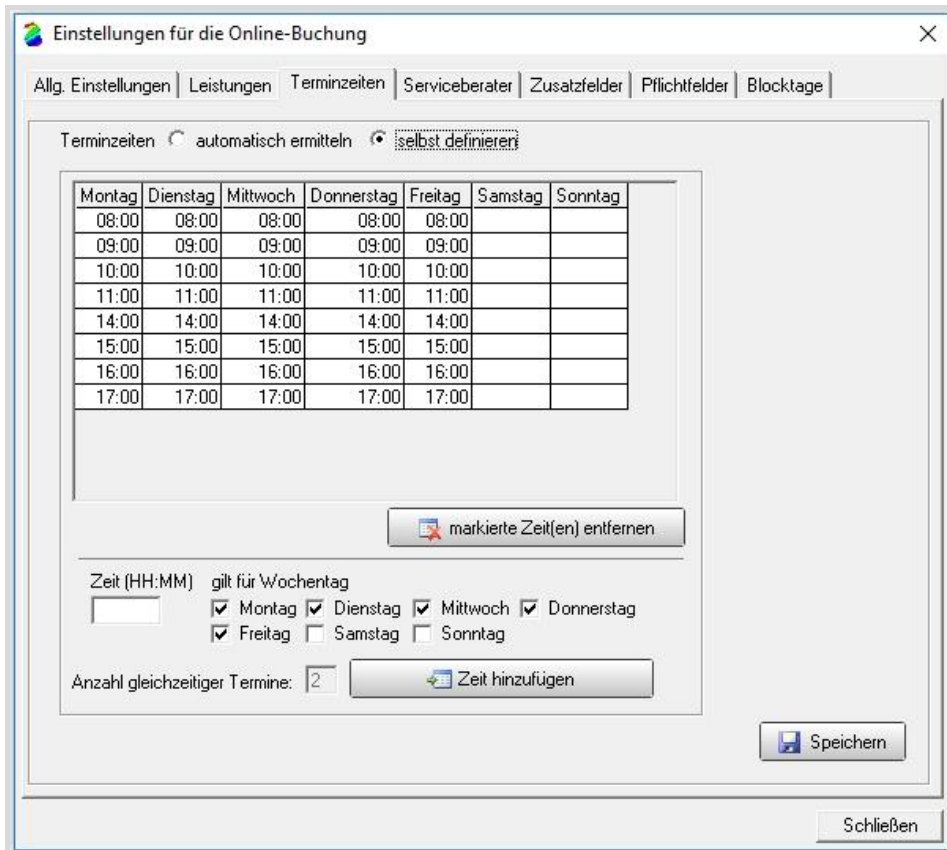 Einstellungen für die Online-Buchung
Allg. Einstellungen Leistungen Terminzeiten Serviceberater Zusatzfelder Pflichtfelder Blocktage
Terminzeiten automatisch ermitteln selbst definieren
Montag Dienstag Mittwoch Donnerstag Freitag Samstag Sonntag
08:00 08:00 08:00 08:00 08:00
09:00 09:00 09:00 09:00 09:00
10:00 10:00 10:00 10:00 10:00
11:00 11:00 11:00 11:00 11:00
14:00 14:00 14:00 14:00 14:00
15:00 15:00 15:00 15:00 15:00
16:00 16:00 16:00 16:00 16:00
17:00 17:00 17:00 17:00 17:00
markierte Zeit(en) entfernen
Zeit (HH:MM) gilt für Wochentag
Montag Dienstag Mittwoch Donnerstag
Freitag Samstag Sonntag
Anzahl gleichzeitiger Termine: 2 Zeit hinzufügen
Speichern
Schließen